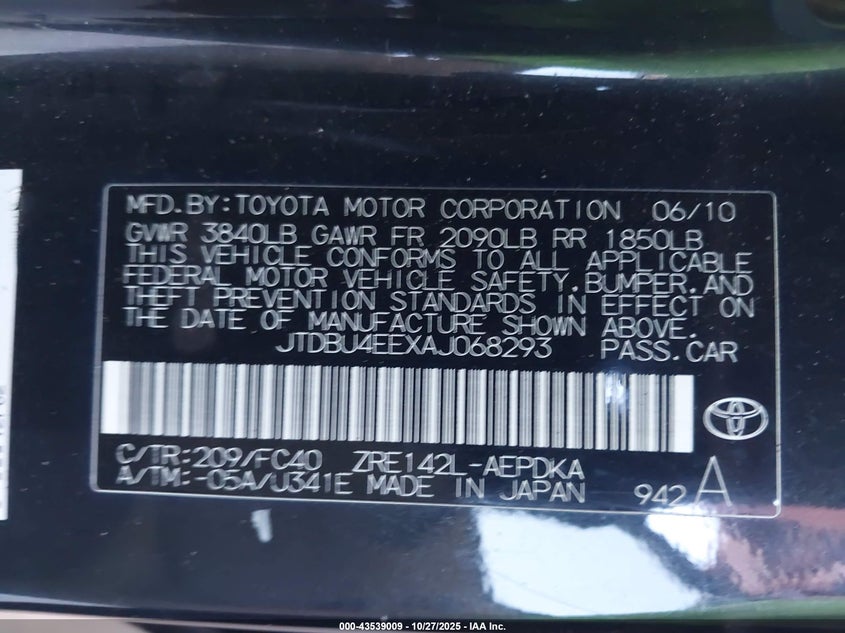 MFD.BY:TOYOTA MOTOR CORPORATION 06/10
GVWR 3840LB GAWR FR 2090LB RR 1850LB
THIS VEHICLE CONFORMS TO ALL APPLICABLE
FEDERAL MOTOR VEHICLE SAFETY,BUMPER,AND
THEFT PREVENTION STANDARDS IN EFFECT ON
THE DATE OF MANUFACTURE SHOWN ABOVE.
JTDBU4EEXAJ068293 PASS.CAR
C/TR:209/FC40 ZRE142L-AEPDKA
A/TM:-05A/U341E MADE IN JAPAN 942 A
000-43539009 - 10/27/2025 - IAA Inc.